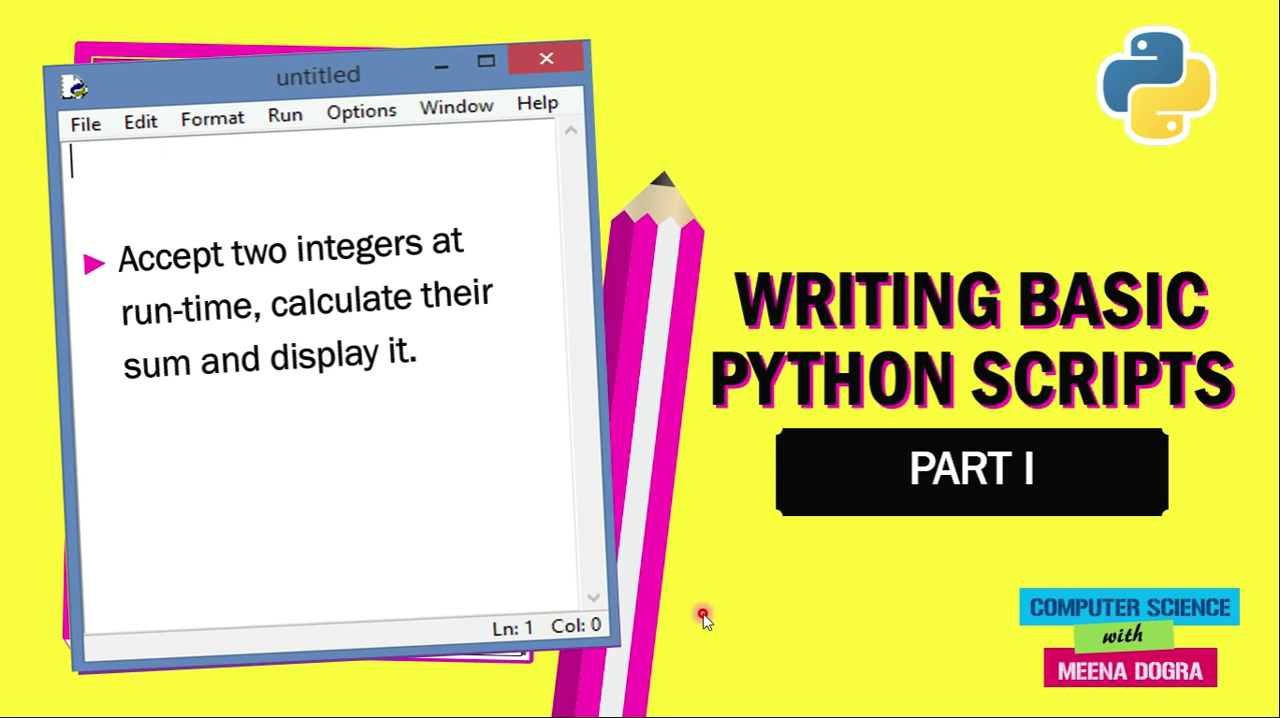 untitled
File Edit Format Run Options Window Help
► Accept two integers at
run-time, calculate their
sum and display it.
Ln: 1 Col: 0
WRITING BASIC
PYTHON SCRIPTS
PART I
COMPUTER SCIENCE
with
MEENA DOGRA